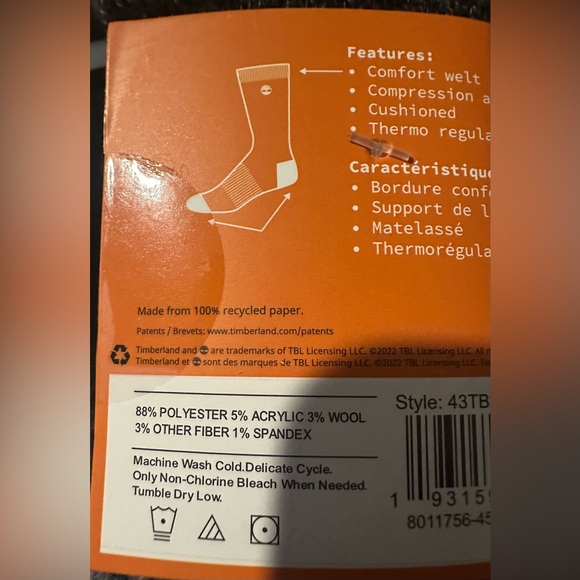 Features:
• Comfort welt
• Compression a
• Cushioned
• Thermo regula
Caractéristique
• Bordure conf
• Support de l
• Matelassé
• Thermorégula
Made from 100% recycled paper.
Patents / Brevets: www.timberland.com/patents
Timberland and are trademarks of TBL Licensing LLC. ©2022 TBL Licensing LLC. All
Timberland et sont des marques de TBL Licensing LLC. ©2022 TBL Licensing LLC. T
88% POLYESTER 5% ACRYLIC 3% WOOL
3% OTHER FIBER 1% SPANDEX
Machine Wash Cold.Delicate Cycle.
Only Non-Chlorine Bleach When Needed.
Tumble Dry Low.
Style: 43TB
1 9315
8011756-45